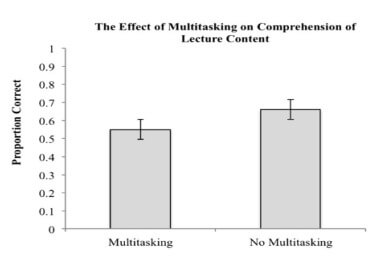 The Effect of Multitasking on Comprehension of
Lecture Content
Proportion Correct
1
0.9
0.8
0.7
0.6
0.5
0.4
0.3
0.2
0.1
0
Multitasking
No Multitasking